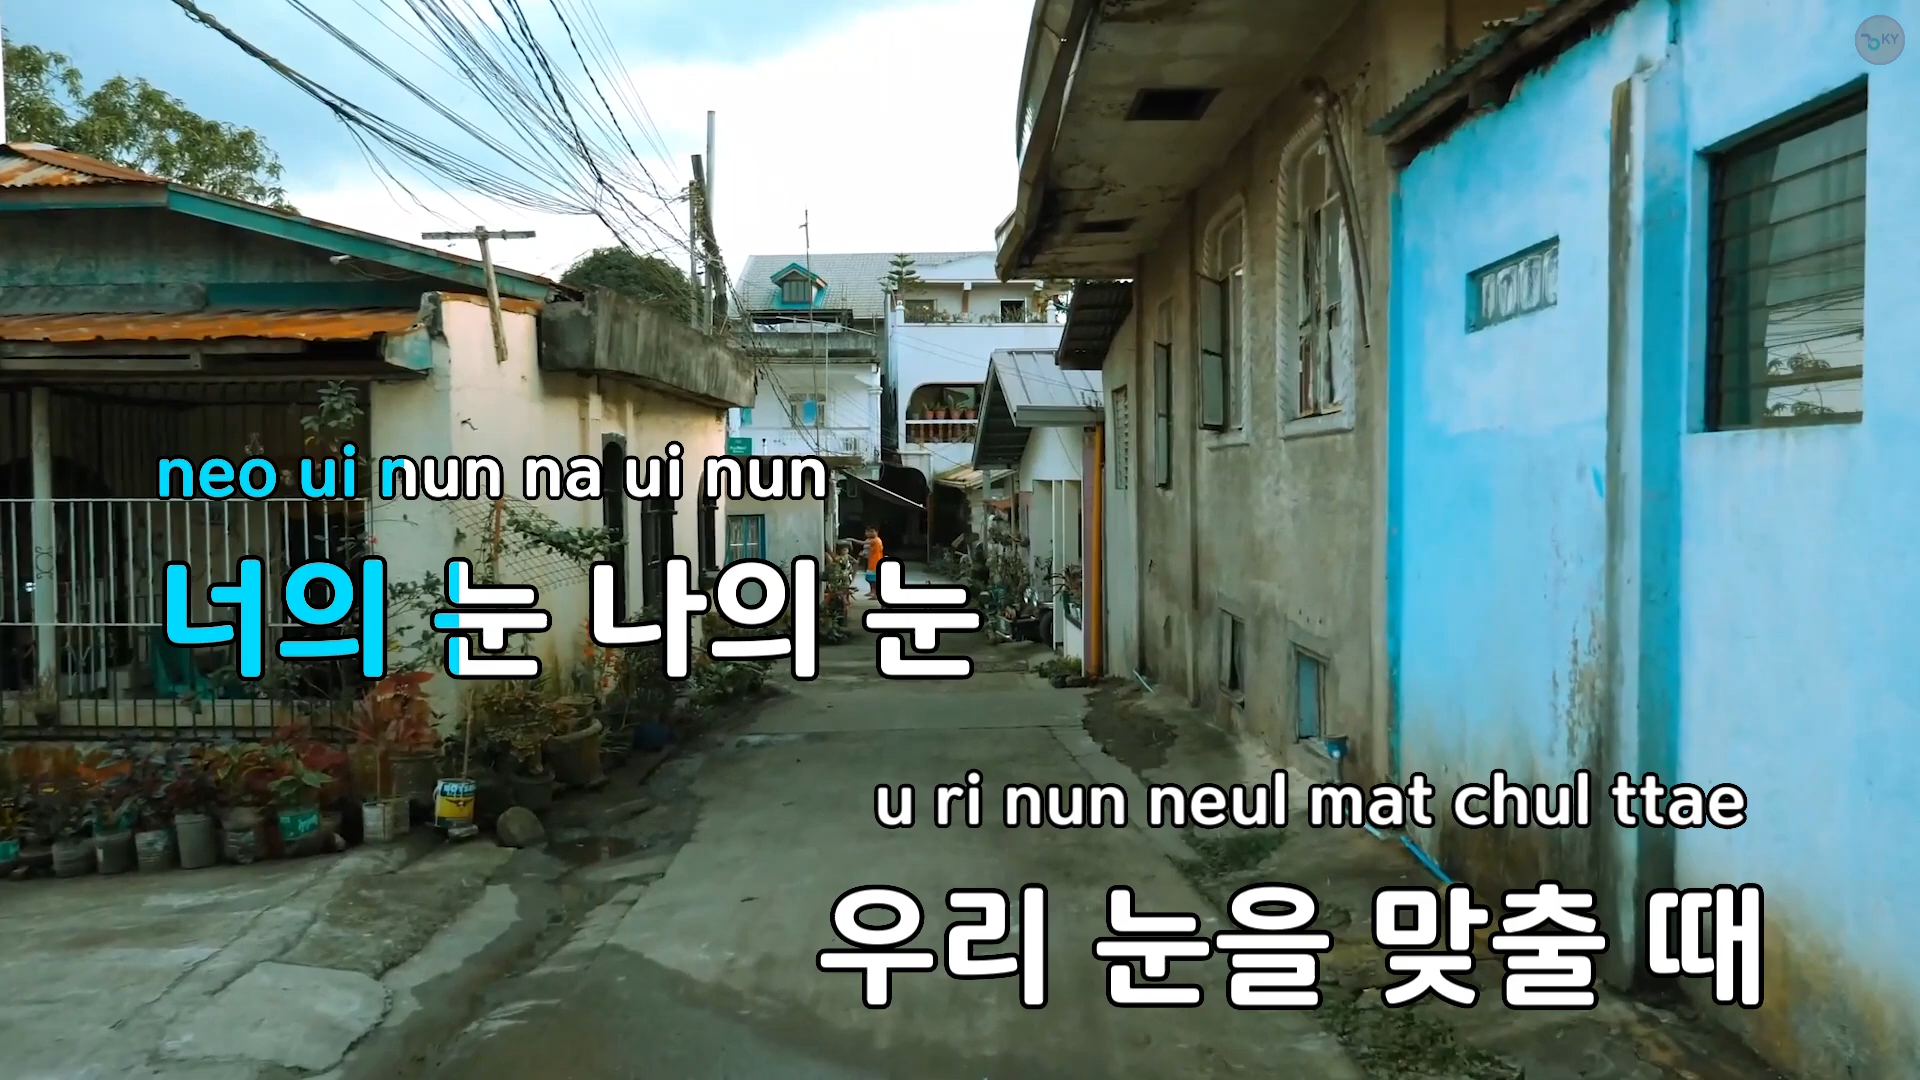 KY
neo ui nun na ui nun
너의 눈 나의 눈
u ri nun neul mat chul ttae
우리 눈을 맞출 때